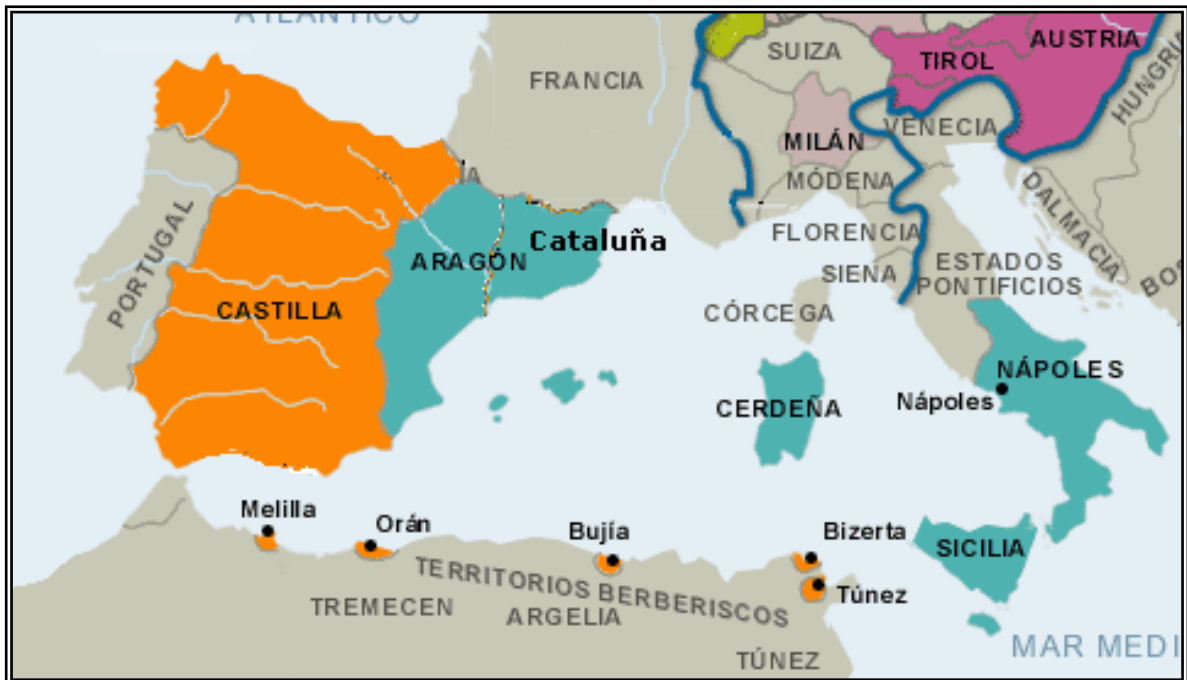 ATLÁNTICO
AUSTRIA
SUIZA
TIROL
FRANCIA
HUNGRÍA
VENECIA
MILÁN
MÓDENA
PORTUGAL
DALMACIA
Cataluña
FLORENCIA
ARAGÓN
SIENA
ESTADOS
PONTIFICIOS
CASTILLA
CÓRCEGA
NÁPOLES
Nápoles
CERDEÑA
Melilla
Orán
Bujía
Bizerta
SICILIA
TERRITORIOS BERBERISCOS
Túnez
TREMECEN
ARGELIA
MAR MEDI
TÚNEZ